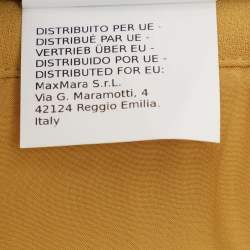 DISTRIBUITO PER UE -
DISTRIBUÉ PAR UE -
VERTRIEB ÜBER EU -
DISTRIBUIDO POR UE -
DISTRIBUTED FOR EU:
MaxMara S.r.L.
Via G. Maramotti, 4
42124 Reggio Emilia.
Italy